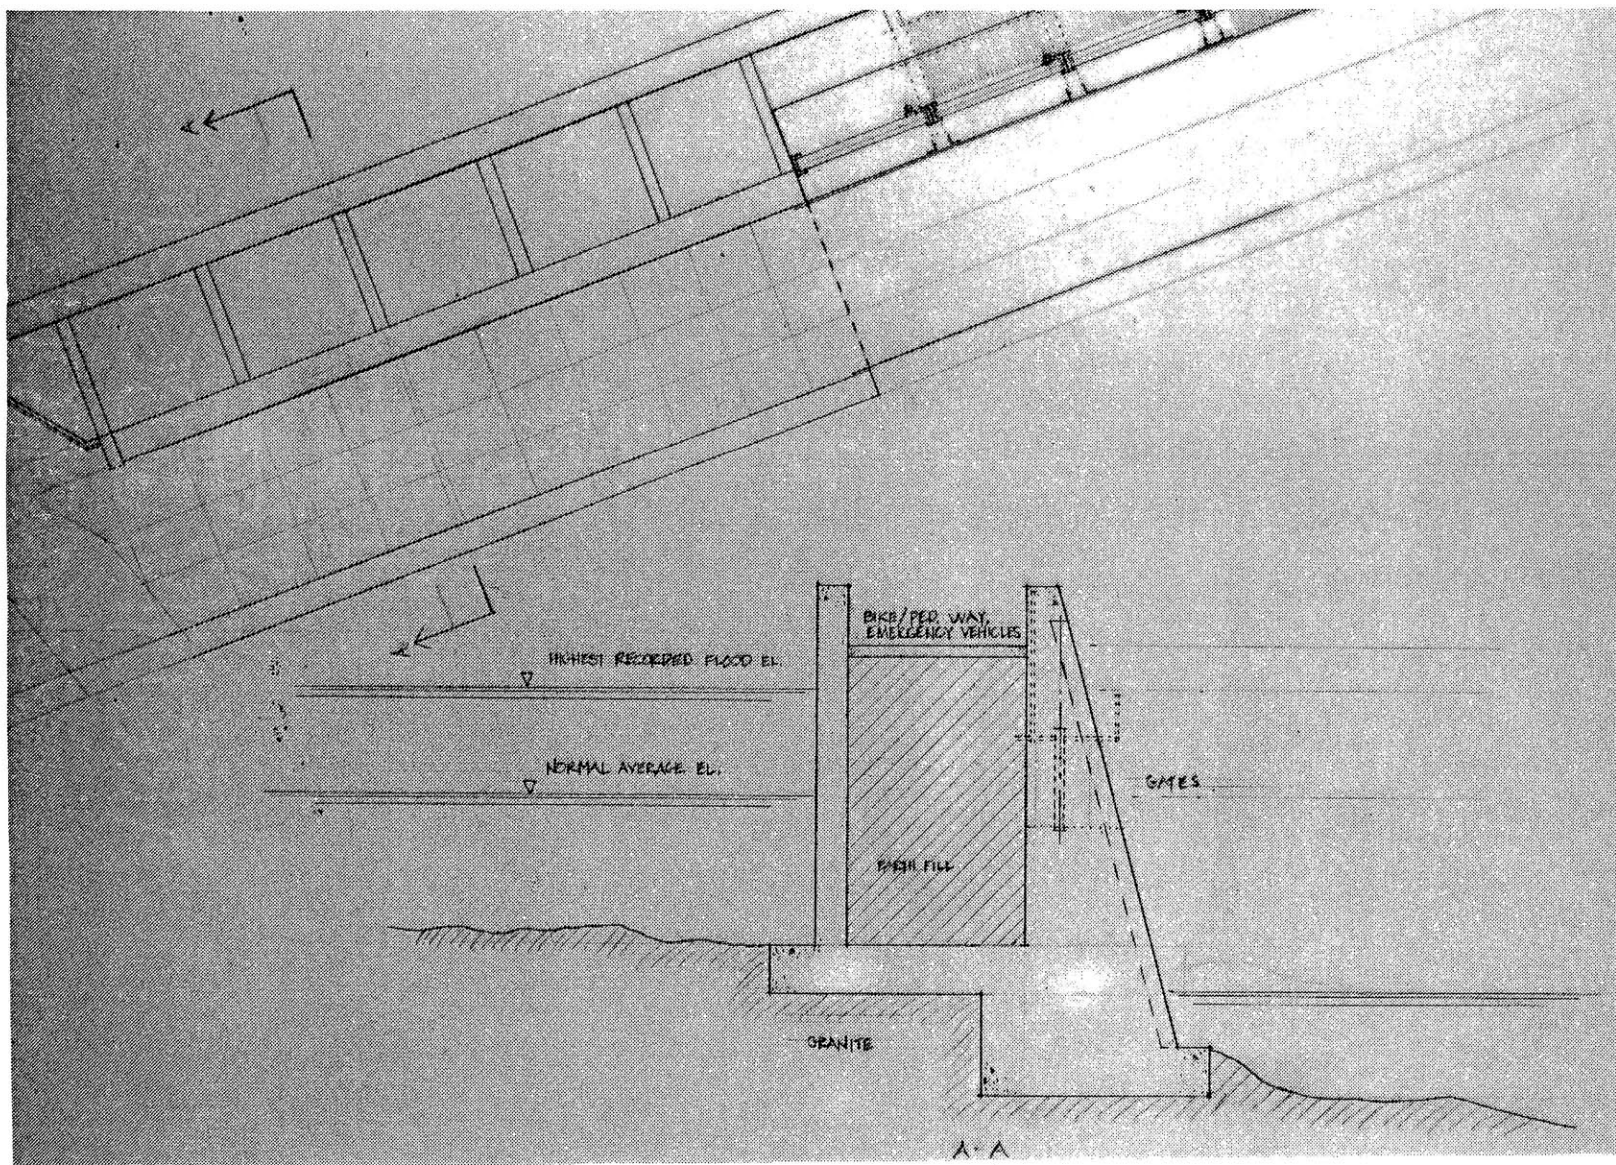 A
A
BIKE/PED. WAY,
EMERGENCY VEHICLES
HIGHEST RECORDED FLOOD EL.
NORMAL AVERAGE EL.
GATES
EARTH FILL
GRANITE
A-A